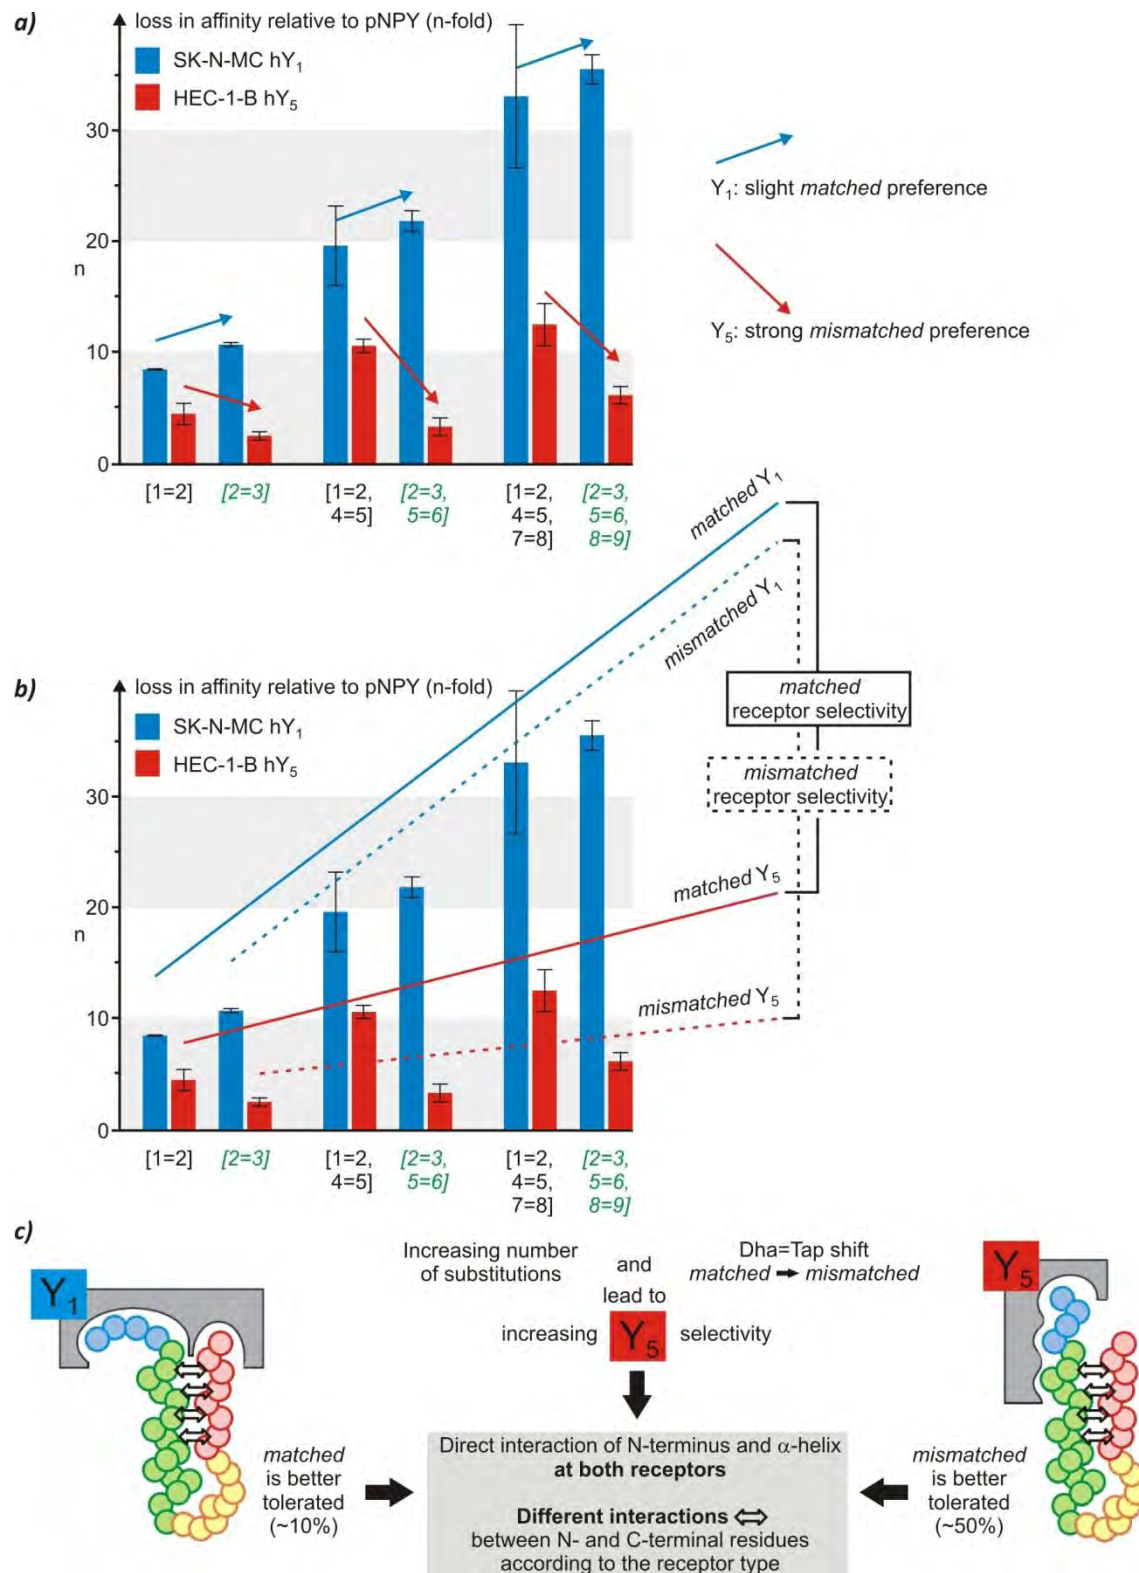 a)
loss in affinity relative to pNPY (n-fold)
SK-N-MC hY₁
HEC-1-B hY₅
30
20
n
10
0
Y₁: slight matched preference
Y₅: strong mismatched preference
[1=2]
[2=3]
[1=2,
4=5]
[2=3,
5=6]
[1=2,
4=5,
7=8]
[2=3,
5=6,
8=9]
matched Y₁
mismatched Y₁
b)
loss in affinity relative to pNPY (n-fold)
SK-N-MC hY₁
HEC-1-B hY₅
matched
receptor selectivity
mismatched
receptor selectivity
30
20
n
10
0
matched Y₅
mismatched Y₅
[1=2]
[2=3]
[1=2,
4=5]
[2=3,
5=6]
[1=2,
4=5,
7=8]
[2=3,
5=6,
8=9]
c)
Y₁
Increasing number
of substitutions
and
Dha=Tap shift
matched ➡ mismatched
lead to
increasing Y₅ selectivity
Y₅
matched
is better
tolerated
(~10%)
Direct interaction of N-terminus and α-helix
at both receptors
Different interactions ⇔
between N- and C-terminal residues
according to the receptor type
mismatched
is better
tolerated
(~50%)